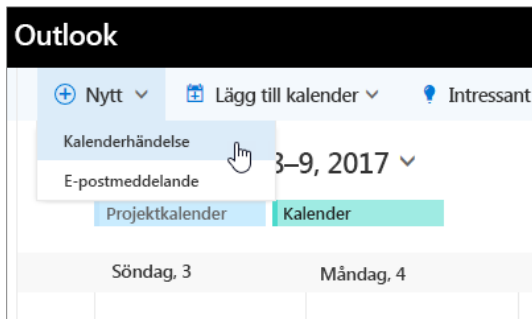 Outlook
Nytt
Lägg till kalender
Intressant
Kalenderhändelse
3–9, 2017
E-postmeddelande
Projektkalender
Kalender
Söndag, 3
Måndag, 4